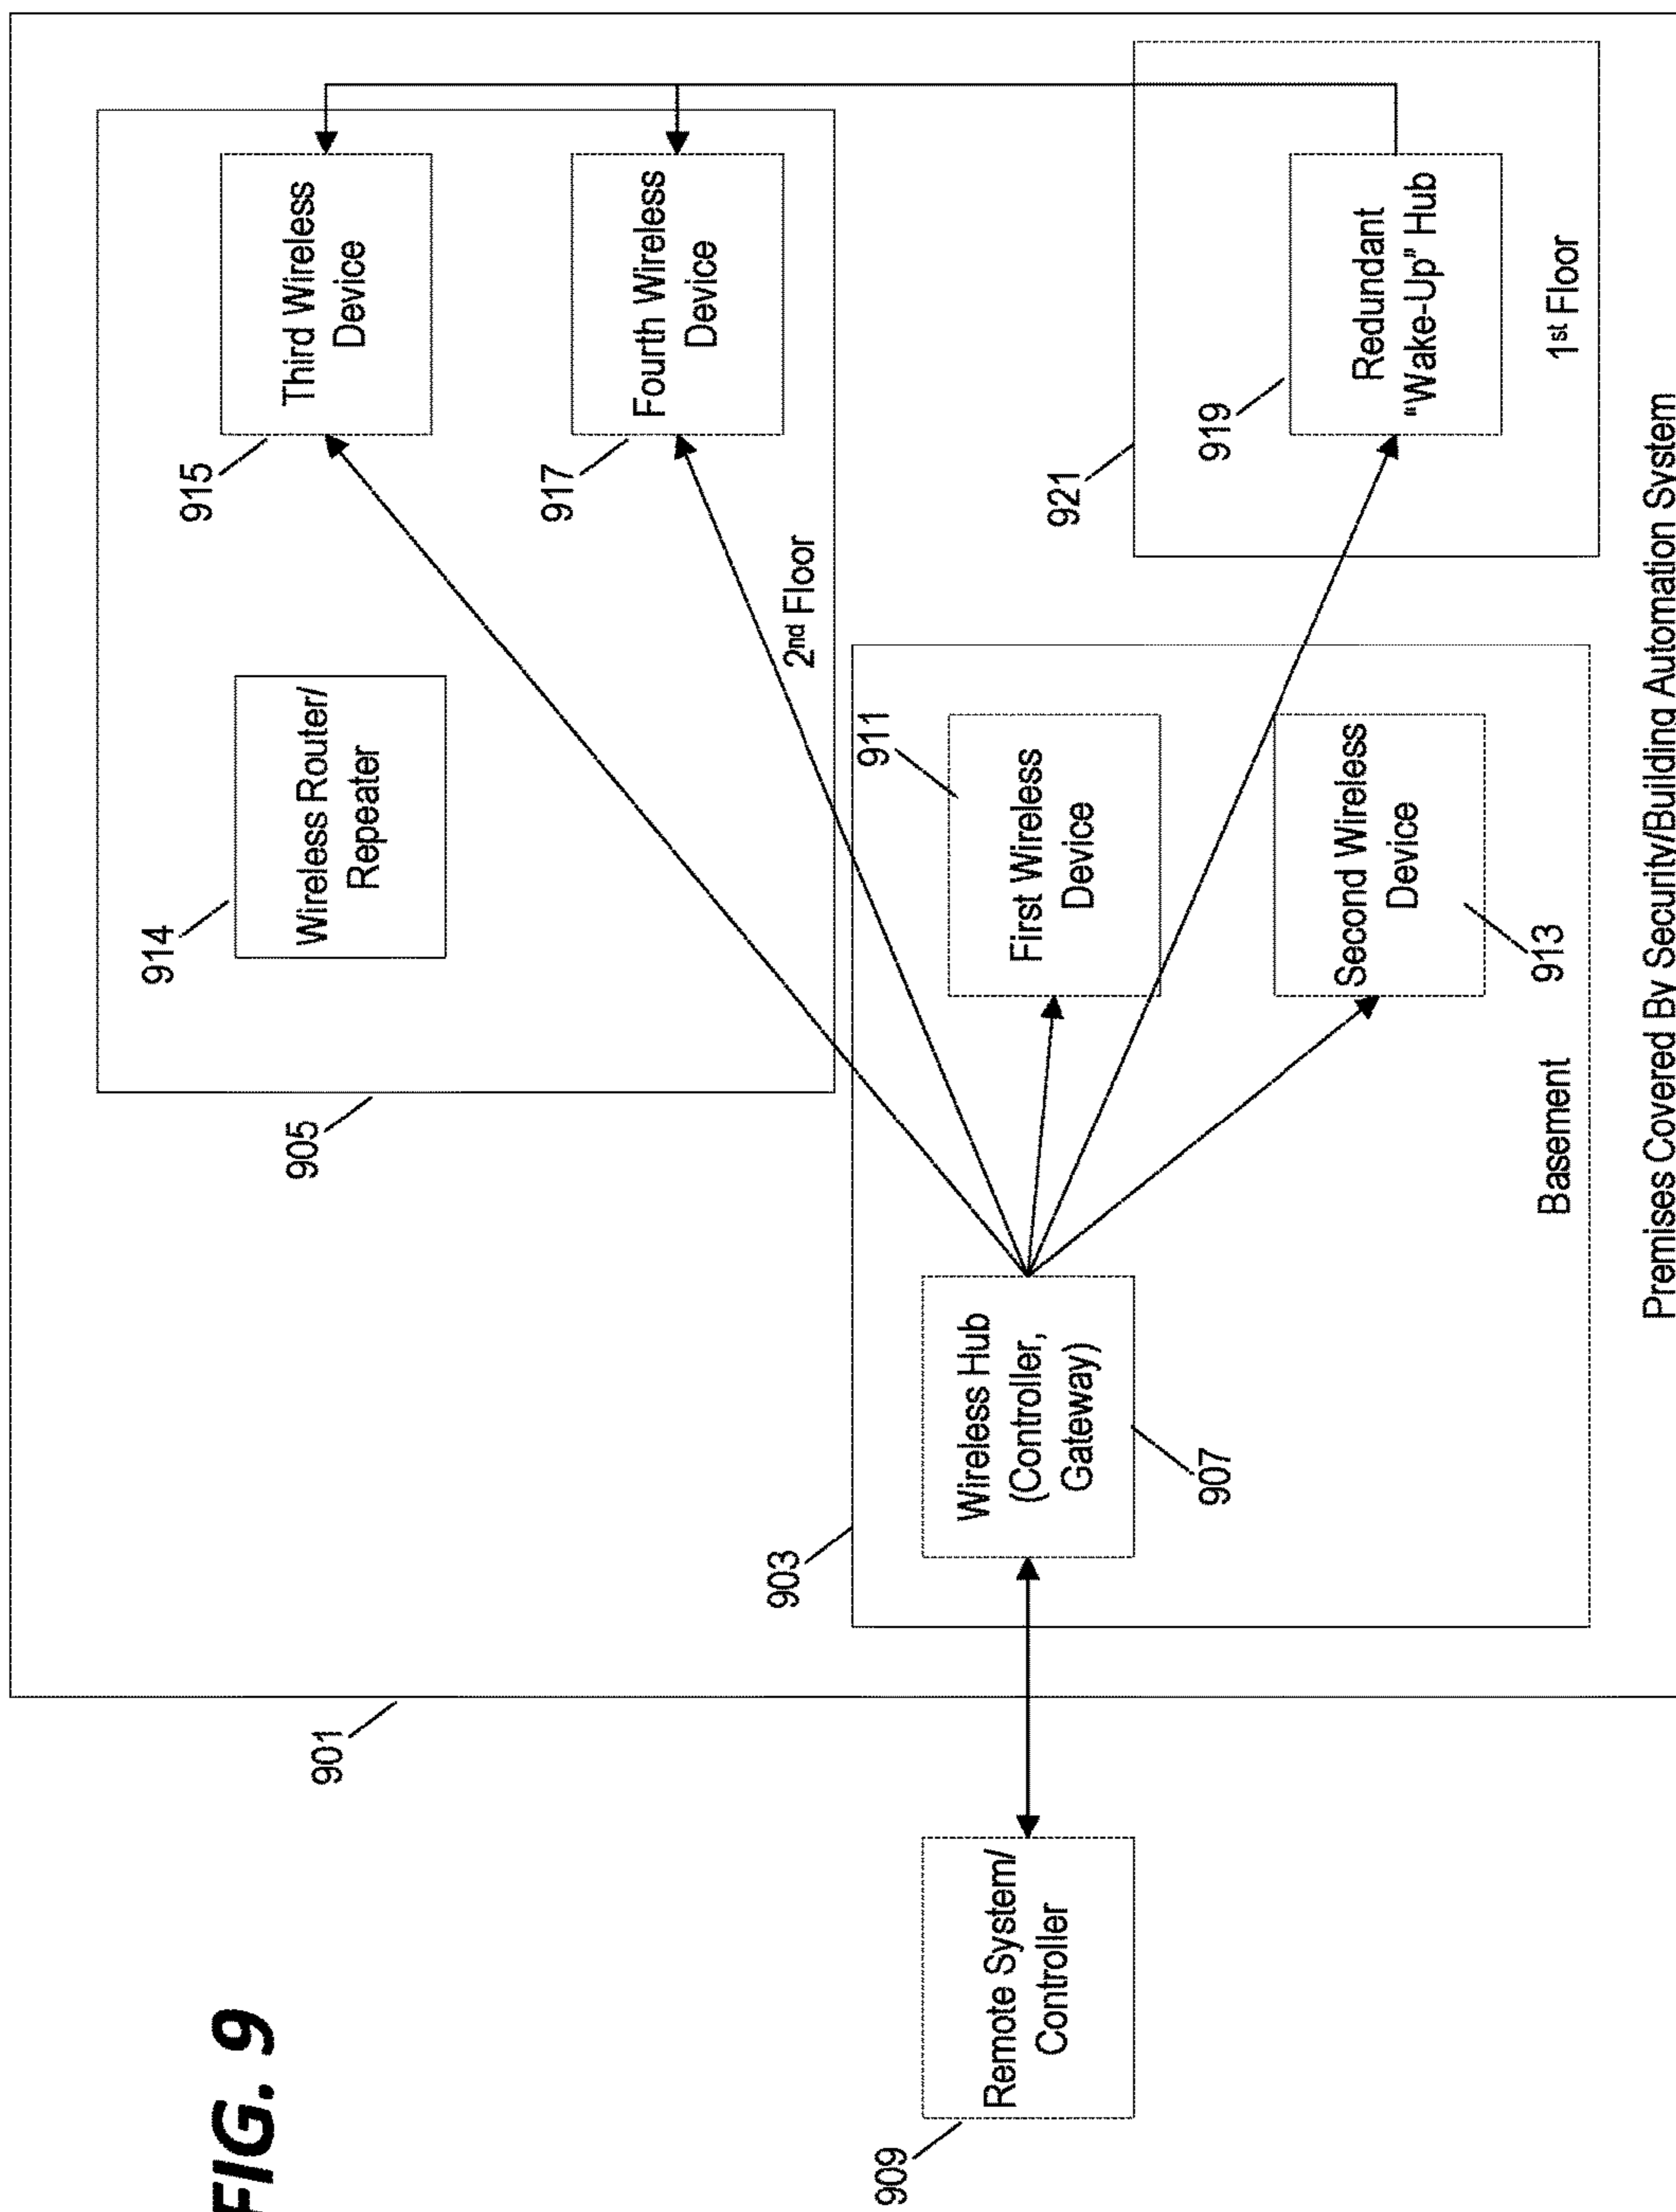 FIG. 9
901
905
914
Wireless Router/
Repeater
915
Third Wireless
Device
917
Fourth Wireless
Device
2nd Floor
909
Remote System/
Controller
903
Wireless Hub
(Controller,
Gateway)
907
911
First Wireless
Device
Second Wireless
Device
913
Basement
921
919
Redundant
“Wake-Up” Hub
1st Floor
Premises Covered By Security/Building Automation System